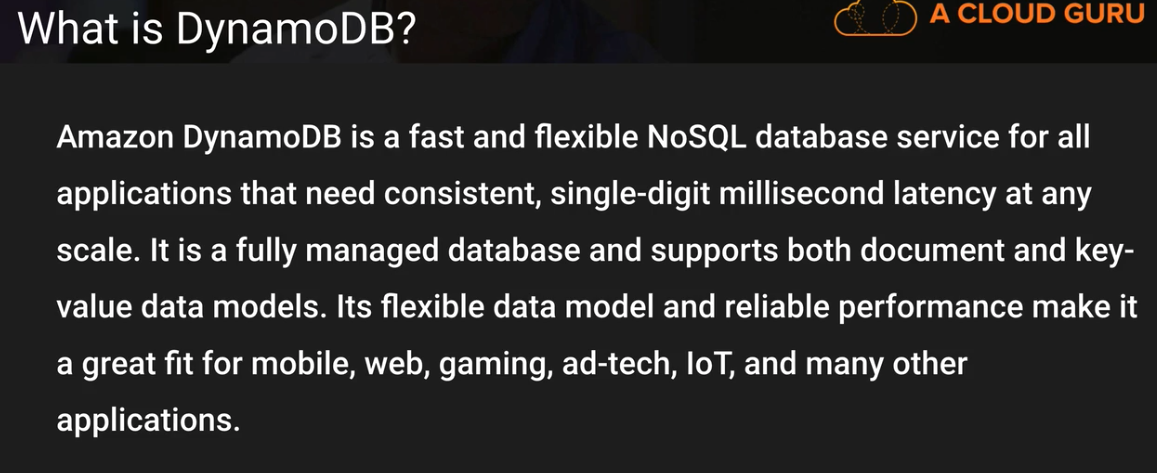 What is DynamoDB?
A CLOUD GURU
Amazon DynamoDB is a fast and flexible NoSQL database service for all
applications that need consistent, single-digit millisecond latency at any
scale. It is a fully managed database and supports both document and key-
value data models. Its flexible data model and reliable performance make it
a great fit for mobile, web, gaming, ad-tech, IoT, and many other
applications.